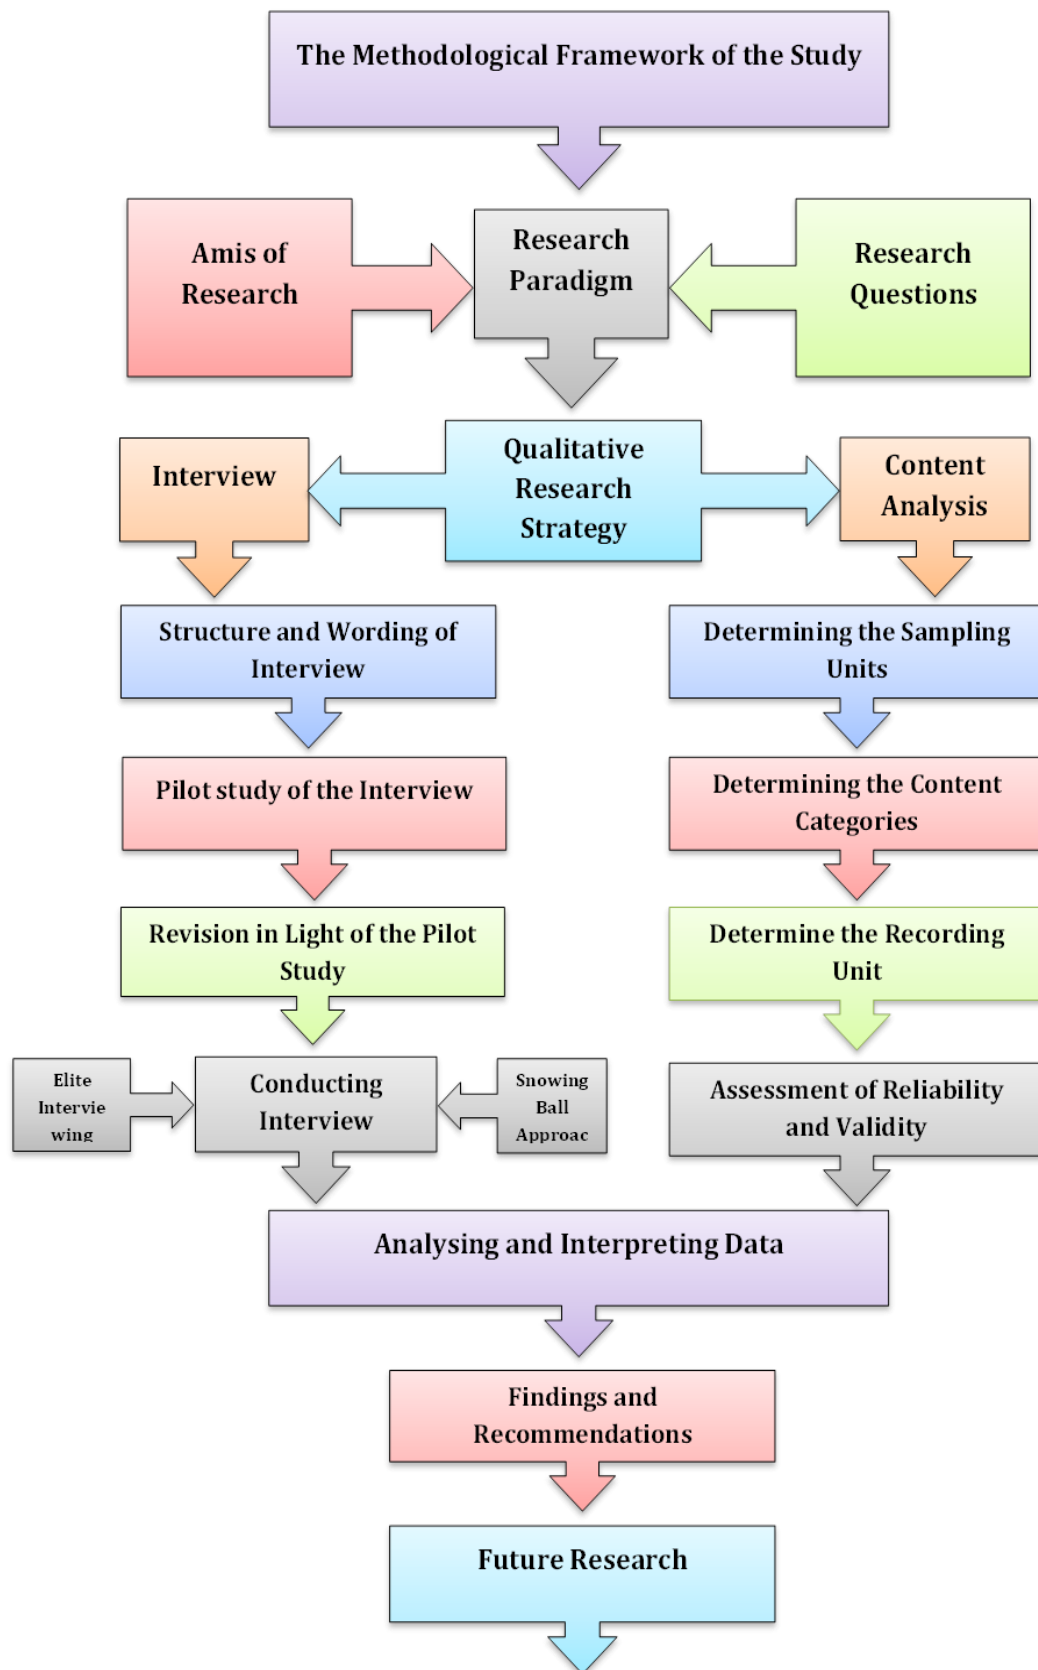 The Methodological Framework of the Study
Amis of
Research
Research
Paradigm
Research
Questions
Interview
Qualitative
Research
Strategy
Content
Analysis
Structure and Wording of
Interview
Determining the Sampling
Units
Pilot study of the Interview
Determining the Content
Categories
Revision in Light of the Pilot
Study
Determine the Recording
Unit
Elite
Intervie
wing
Conducting
Interview
Snowing
Ball
Approac
Assessment of Reliability
and Validity
Analysing and Interpreting Data
Findings and
Recommendations
Future Research